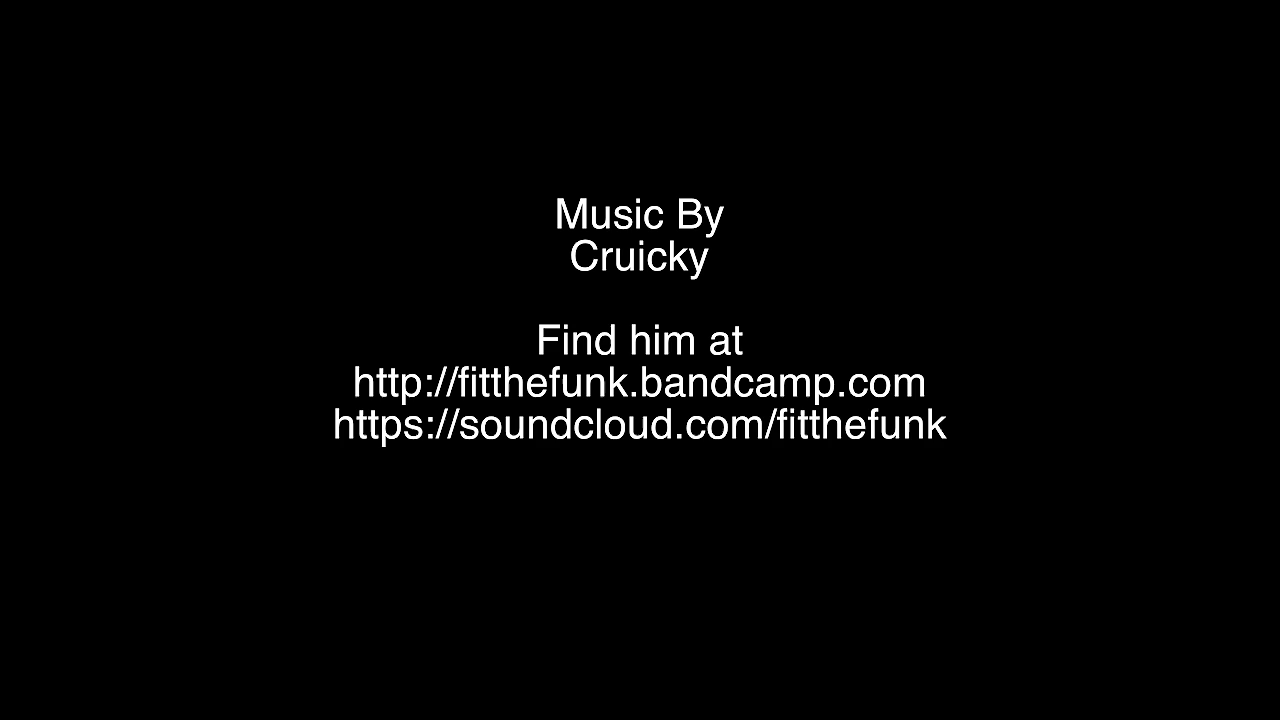 Music By
Cruicky
Find him at
http://fitthefunk.bandcamp.com
https://soundcloud.com/fitthefunk